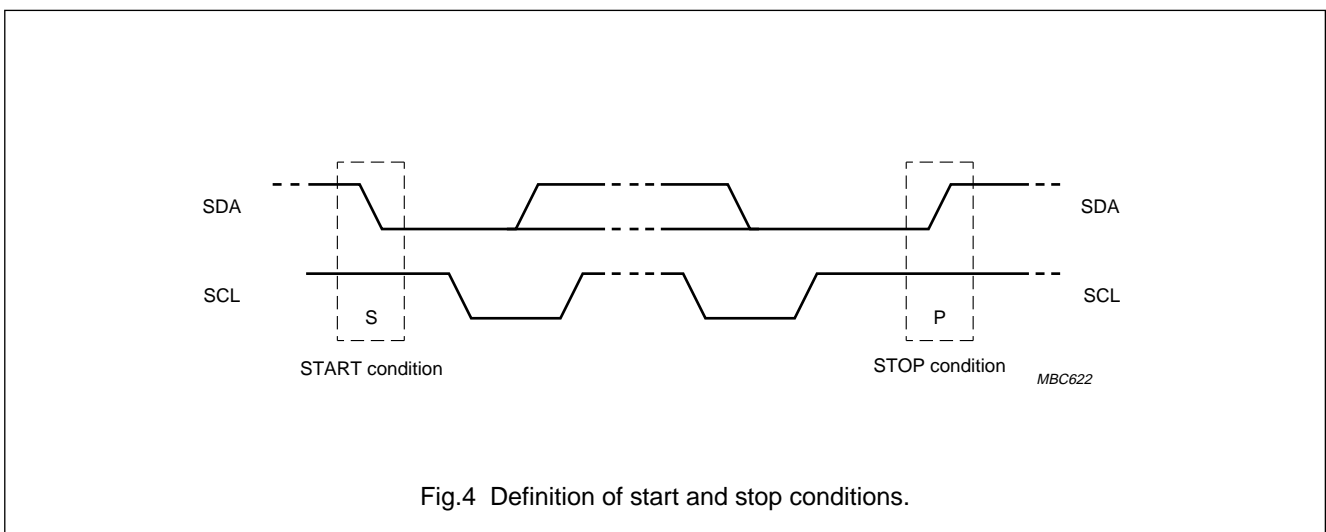 SDA
SDA
SCL
SCL
S
P
START condition
STOP condition
MBC622
Fig.4 Definition of start and stop conditions.